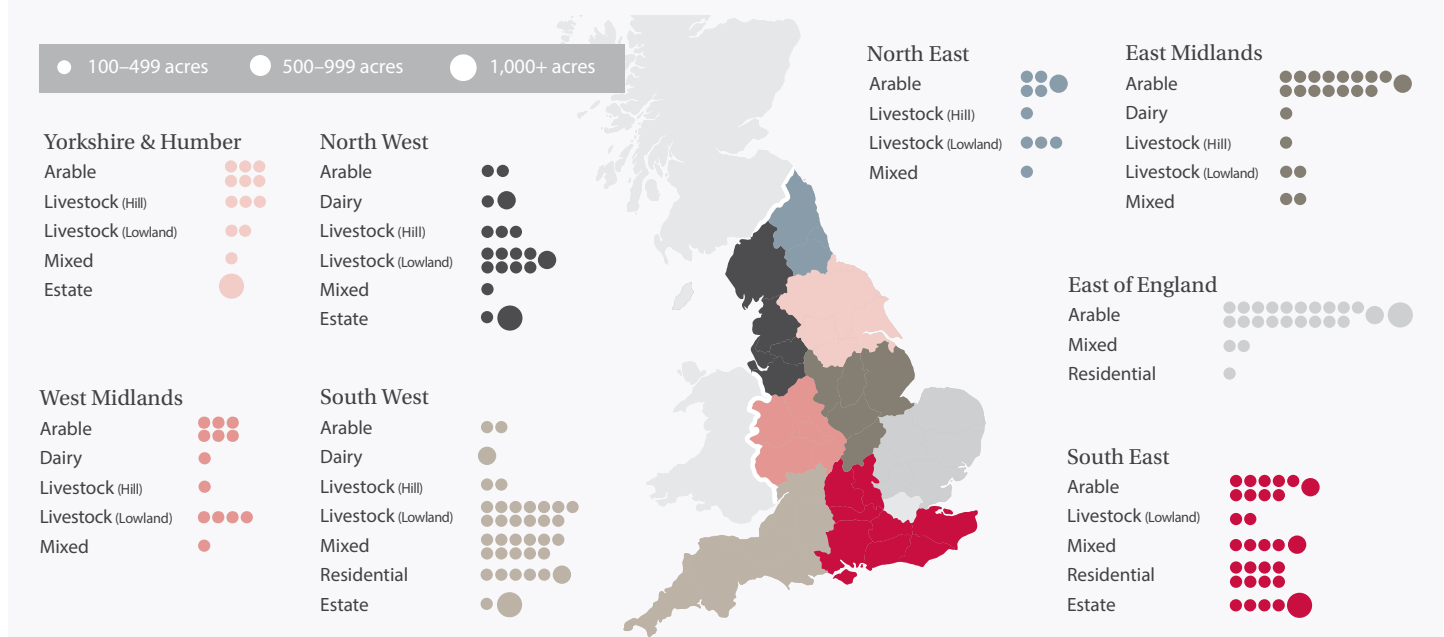 100–499 acres
500–999 acres
1,000+ acres
Yorkshire & Humber
Arable
Livestock (Hill)
Livestock (Lowland)
Mixed
Estate
North West
Arable
Dairy
Livestock (Hill)
Livestock (Lowland)
Mixed
Estate
North East
Arable
Livestock (Hill)
Livestock (Lowland)
Mixed
East Midlands
Arable
Dairy
Livestock (Hill)
Livestock (Lowland)
Mixed
East of England
Arable
Mixed
Residential
West Midlands
Arable
Dairy
Livestock (Hill)
Livestock (Lowland)
Mixed
South West
Arable
Dairy
Livestock (Hill)
Livestock (Lowland)
Mixed
Residential
Estate
South East
Arable
Livestock (Lowland)
Mixed
Residential
Estate